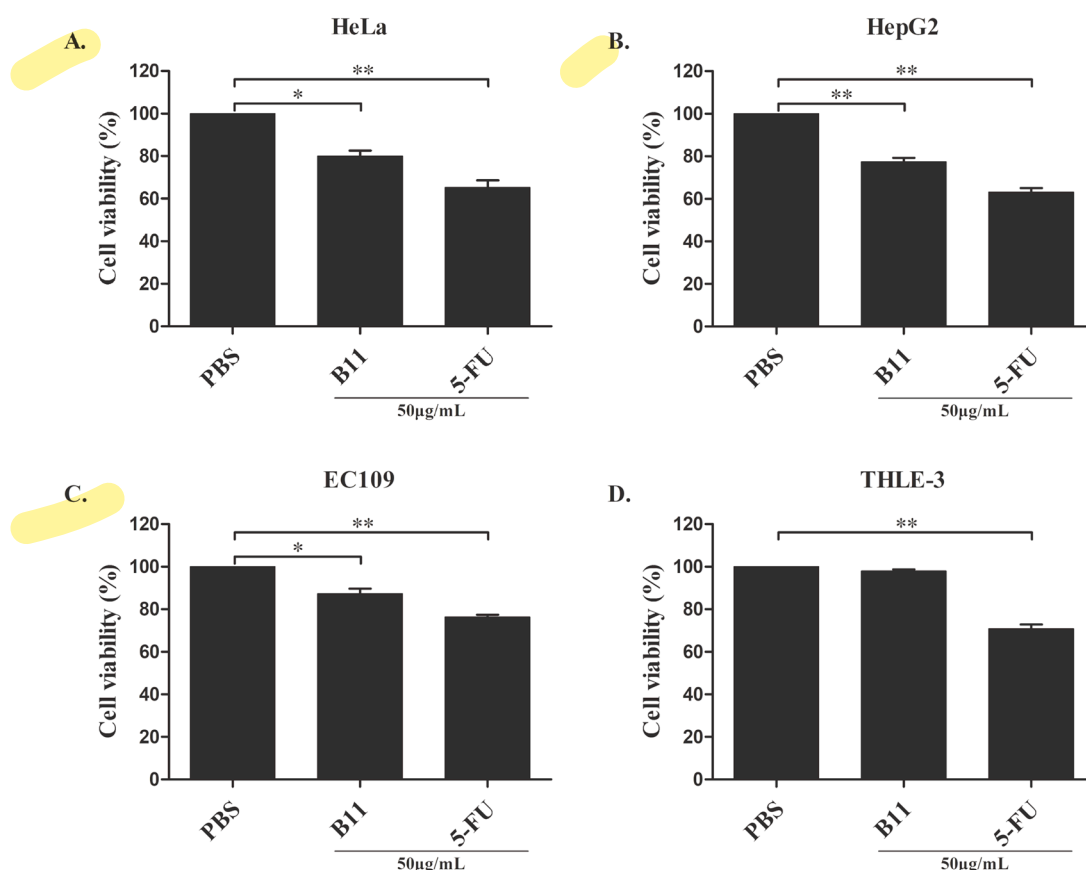 A. HeLa
** 
*
Cell viability (%)
120
100
80
60
40
20
0
PBS B11 5-FU
50μg/mL
B. HepG2
**
**
Cell viability (%)
120
100
80
60
40
20
0
PBS B11 5-FU
50μg/mL
C. EC109
**
*
Cell viability (%)
120
100
80
60
40
20
0
PBS B11 5-FU
50μg/mL
D. THLE-3
**
Cell viability (%)
120
100
80
60
40
20
0
PBS B11 5-FU
50μg/mL